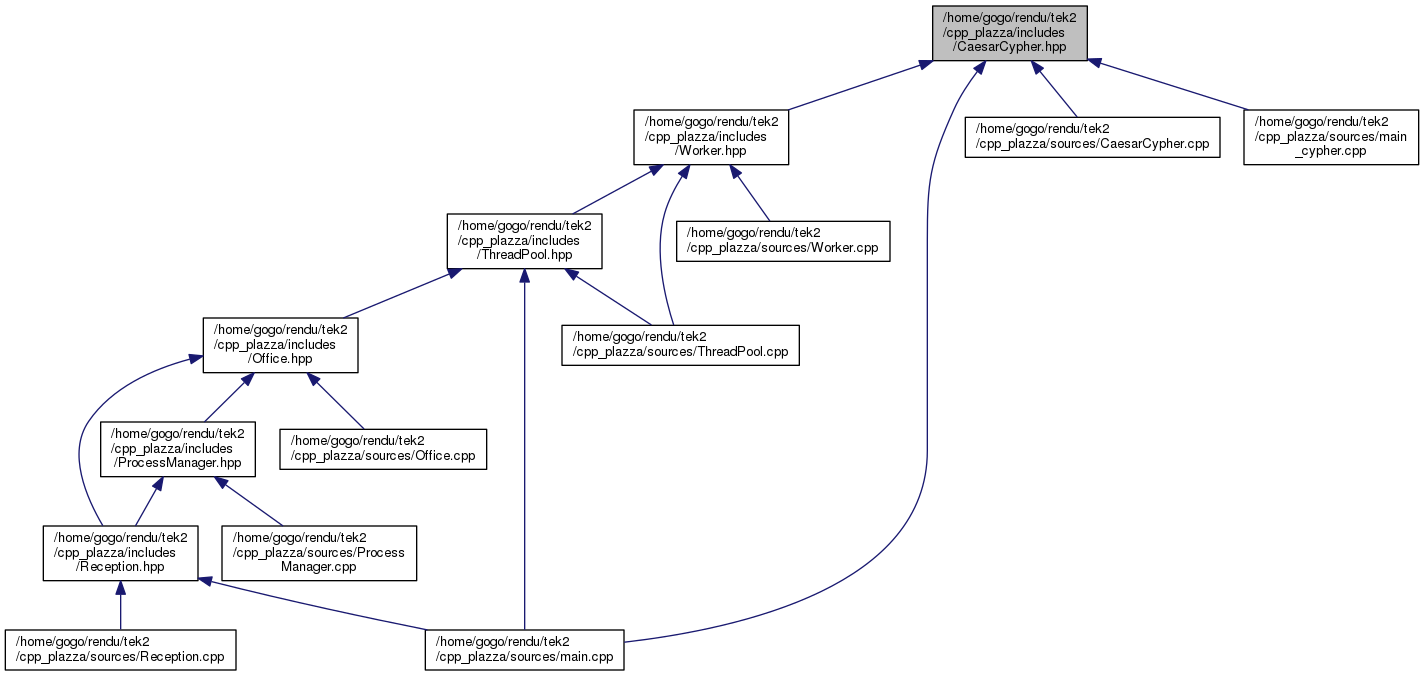 /home/gogo/rendu/tek2
/cpp_plazza/includes
/CaesarCypher.hpp
/home/gogo/rendu/tek2
/cpp_plazza/includes
/Worker.hpp
/home/gogo/rendu/tek2
/cpp_plazza/sources/CaesarCypher.cpp
/home/gogo/rendu/tek2
/cpp_plazza/sources/main
_cypher.cpp
/home/gogo/rendu/tek2
/cpp_plazza/includes
/ThreadPool.hpp
/home/gogo/rendu/tek2
/cpp_plazza/sources/Worker.cpp
/home/gogo/rendu/tek2
/cpp_plazza/includes
/Office.hpp
/home/gogo/rendu/tek2
/cpp_plazza/sources/ThreadPool.cpp
/home/gogo/rendu/tek2
/cpp_plazza/includes
/ProcessManager.hpp
/home/gogo/rendu/tek2
/cpp_plazza/sources/Office.cpp
/home/gogo/rendu/tek2
/cpp_plazza/includes
/Reception.hpp
/home/gogo/rendu/tek2
/cpp_plazza/sources/Process
Manager.cpp
/home/gogo/rendu/tek2
/cpp_plazza/sources/Reception.cpp
/home/gogo/rendu/tek2
/cpp_plazza/sources/main.cpp